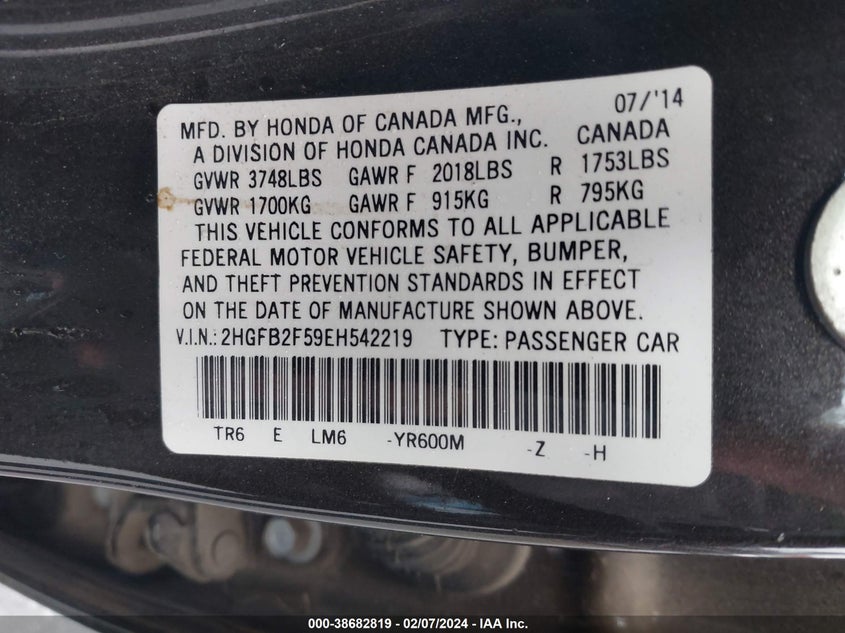 07/'14
MFD. BY HONDA OF CANADA MFG., CANADA
A DIVISION OF HONDA CANADA INC.
GVWR 3748LBS GAWR F 2018LBS R 1753LBS
GVWR 1700KG GAWR F 915KG R 795KG
THIS VEHICLE CONFORMS TO ALL APPLICABLE
FEDERAL MOTOR VEHICLE SAFETY, BUMPER,
AND THEFT PREVENTION STANDARDS IN EFFECT
ON THE DATE OF MANUFACTURE SHOWN ABOVE.
V.I.N.: 2HGFB2F59EH542219 TYPE: PASSENGER CAR
TR6 E LM6 -YR600M -Z -H
000-38682819 - 02/07/2024 - IAA Inc.